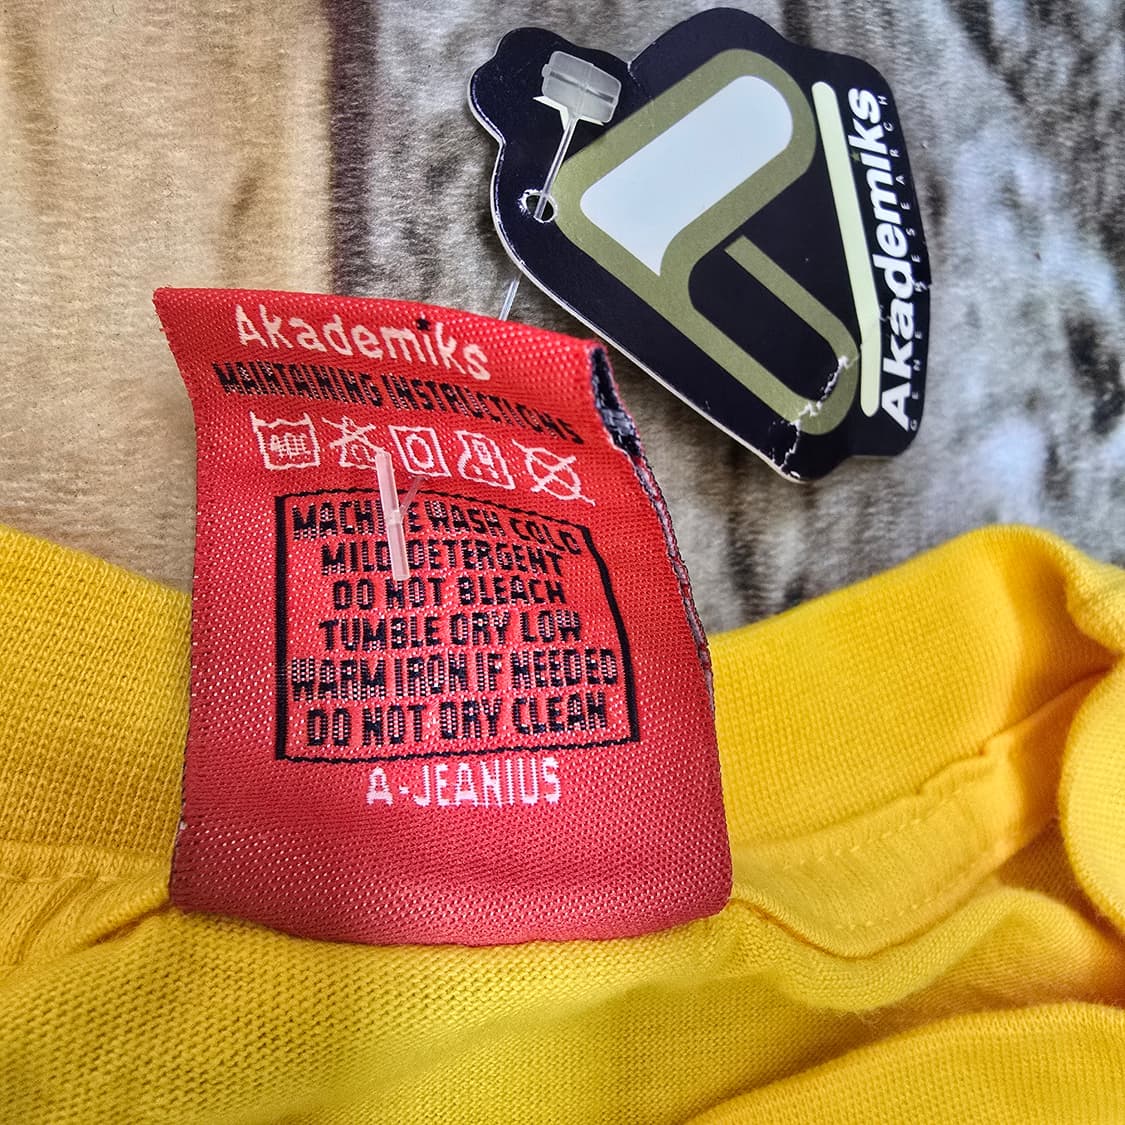 Akademiks
GENE RESEARCH
Akademiks
MAINTAINING INSTRUCTIONS
MACHINE WASH COLD
MILD DETERGENT
DO NOT BLEACH
TUMBLE DRY LOW
WARM IRON IF NEEDED
DO NOT DRY CLEAN
A-JEANIUS